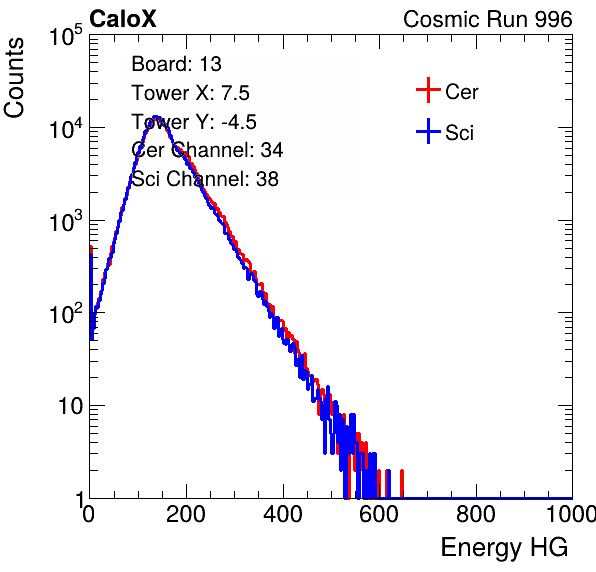 CaloX Cosmic Run 996
Counts
10^5
10^4
10^3
10^2
10
1
Board: 13
Tower X: 7.5
Tower Y: -4.5
Cer Channel: 34
Sci Channel: 38
Cer
Sci
0 200 400 600 800 1000
Energy HG